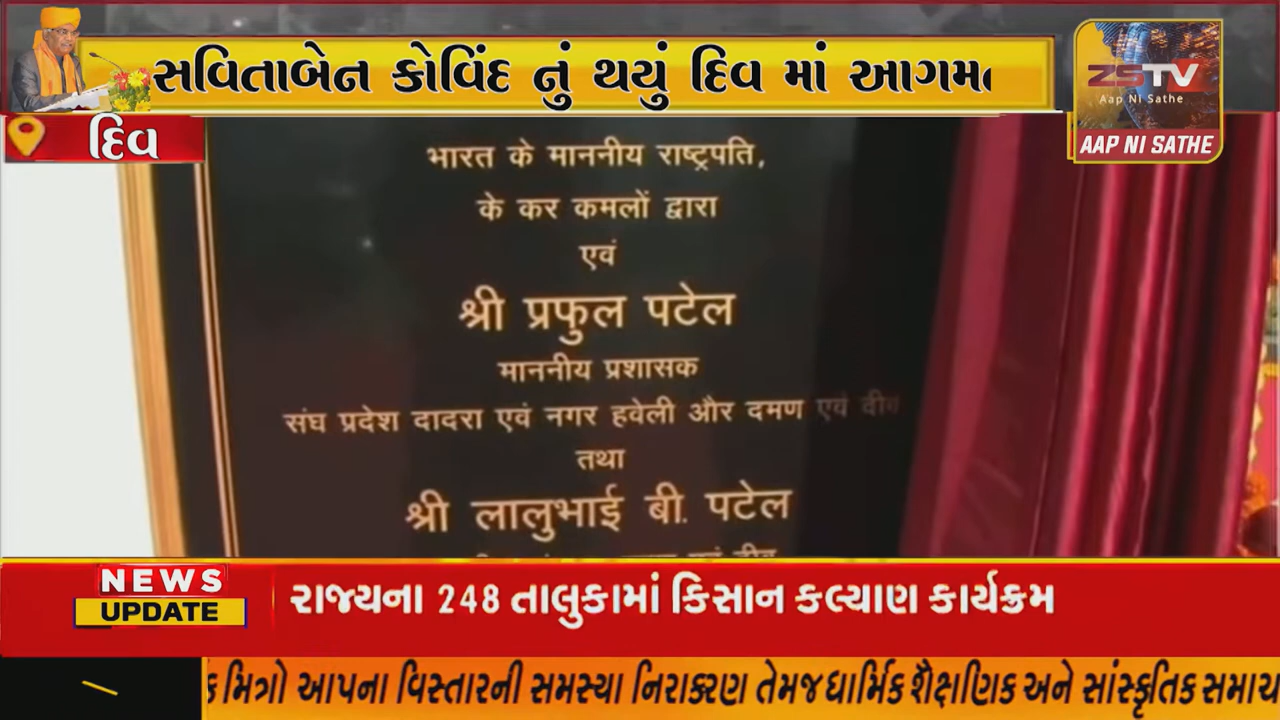 સવિતાબેન કોવિંદ નું થયું દિવ માં
ZSTV
Aap Ni Sathe
AAP NI SATHE
દિવ
भारत के माननीय राष्ट्रपति,
के कर कमलों द्वारा
एवं
श्री प्रफुल पटेल
माननीय प्रशासक
संघ प्रदेश दादरा एवं नगर हवेली और दमण एवं दीव
तथा
श्री लालुभाई बी. पटेल
NEWS
UPDATE
રાજ્યના 248 તાલુકામાં કિસાન કલ્યાણ કાર્યક્રમ
મિત્રો આપના વિસ્તારની સમસ્યા નિરાકરણ તેમજ ધાર્મિક શૈક્ષણિક અને સાંસ્કૃતિક